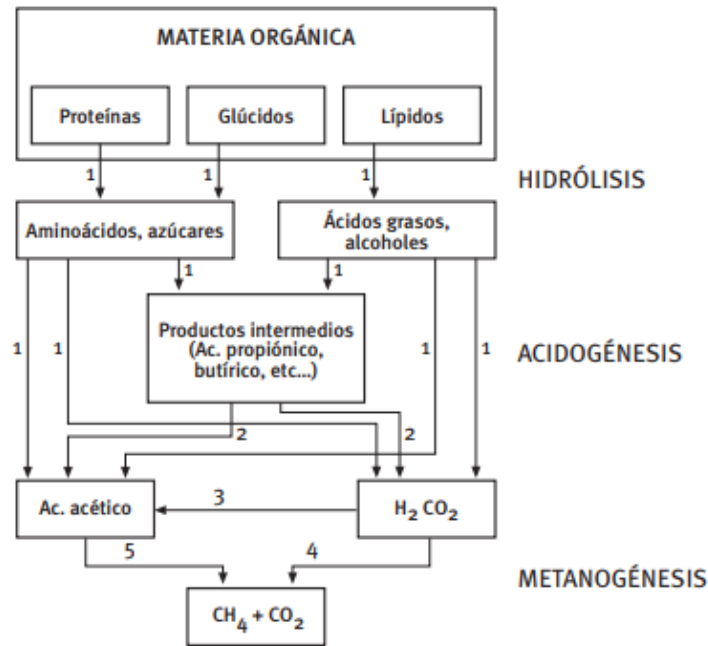 MATERIA ORGÁNICA
Proteínas
Glúcidos
Lípidos
1
1
1
HIDRÓLISIS
Aminoácidos, azúcares
Ácidos grasos,
alcoholes
1
1
Productos intermedios
(Ac. propiónico,
butírico, etc...)
1
1
1
1
ACIDOGÉNESIS
2
2
Ac. acético
3
H₂ CO₂
5
4
METANOGÉNESIS
CH₄ + CO₂